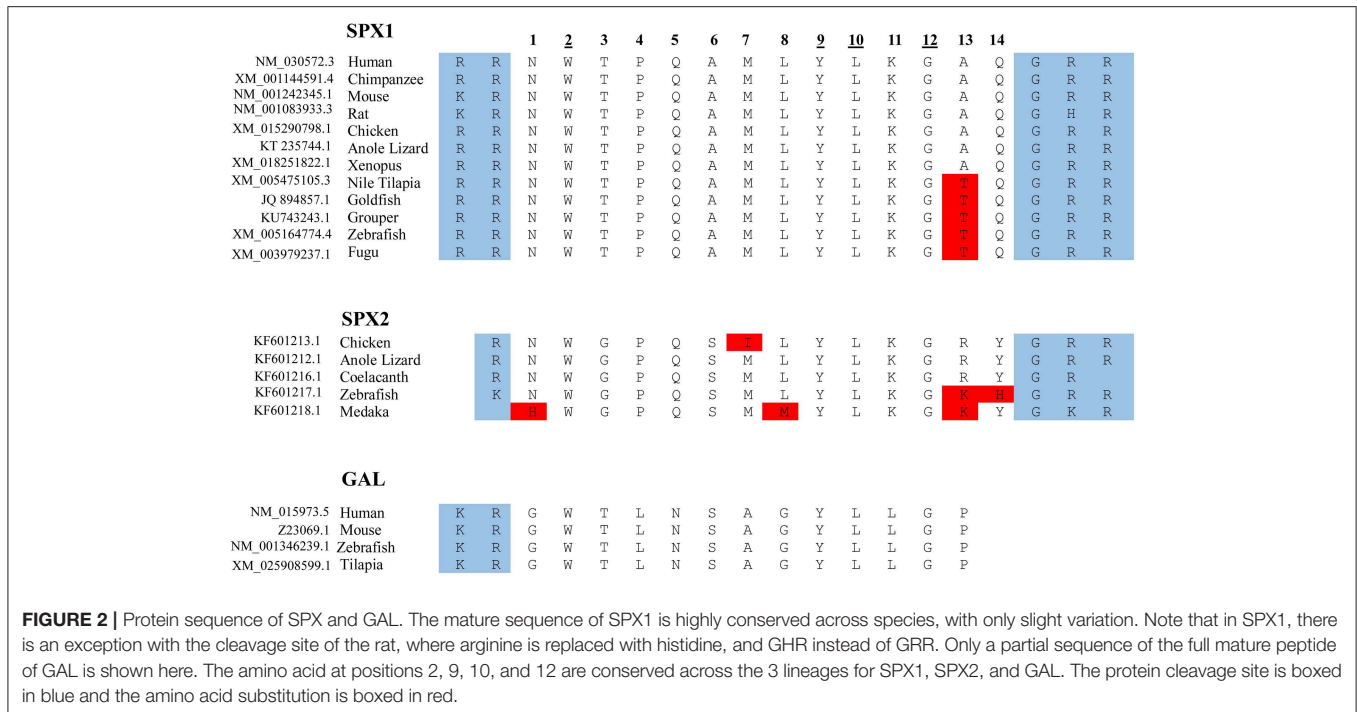 SPX1
1 2 3 4 5 6 7 8 9 10 11 12 13 14
NM_030572.3 Human R R N W T P Q A M L Y L K G A Q G R R
XM_001144591.4 Chimpanzee R R N W T P Q A M L Y L K G A Q G R R
NM_001242345.1 Mouse K R N W T P Q A M L Y L K G A Q G R R
NM_001083933.3 Rat K R N W T P Q A M L Y L K G A Q G H R
XM_015290798.1 Chicken R R N W T P Q A M L Y L K G A Q G R R
KT 235744.1 Anole Lizard R R N W T P Q A M L Y L K G A Q G R R
XM_018251822.1 Xenopus R R N W T P Q A M L Y L K G A Q G R R
XM_005475105.3 Nile Tilapia R R N W T P Q A M L Y L K G T Q G R R
JQ 894857.1 Goldfish R R N W T P Q A M L Y L K G T Q G R R
KU743243.1 Grouper R R N W T P Q A M L Y L K G T Q G R R
XM_005164774.4 Zebrafish R R N W T P Q A M L Y L K G T Q G R R
XM_003979237.1 Fugu R R N W T P Q A M L Y L K G T Q G R R
SPX2
KF601213.1 Chicken R N W G P Q S I L Y L K G R Y G R R
KF601212.1 Anole Lizard R N W G P Q S M L Y L K G R Y G R R
KF601216.1 Coelacanth R N W G P Q S M L Y L K G R Y G R
KF601217.1 Zebrafish K N W G P Q S M L Y L K G K H G R R
KF601218.1 Medaka R H W G P Q S M M Y L K G K Y G K R
GAL
NM_015973.5 Human K R G W T L N S A G Y L L G P
Z23069.1 Mouse K R G W T L N S A G Y L L G P
NM_001346239.1 Zebrafish K R G W T L N S A G Y L L G P
XM_025908599.1 Tilapia K R G W T L N S A G Y L L G P
FIGURE 2 | Protein sequence of SPX and GAL. The mature sequence of SPX1 is highly conserved across species, with only slight variation. Note that in SPX1, there
is an exception with the cleavage site of the rat, where arginine is replaced with histidine, and GHR instead of GRR. Only a partial sequence of the full mature peptide
of GAL is shown here. The amino acid at positions 2, 9, 10, and 12 are conserved across the 3 lineages for SPX1, SPX2, and GAL. The protein cleavage site is boxed
in blue and the amino acid substitution is boxed in red.